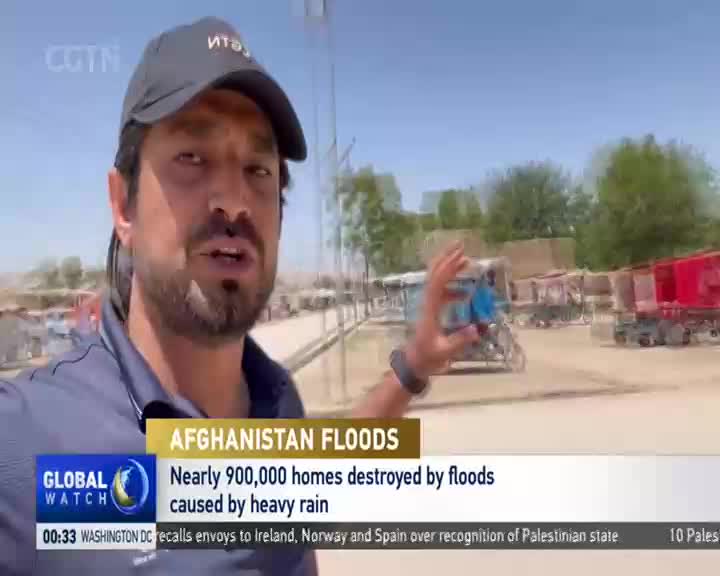 CGTN
CGTN
AFGHANISTAN FLOODS
GLOBAL
WATCH
Nearly 900,000 homes destroyed by floods
caused by heavy rain
00:33 WASHINGTON DC
recalls envoys to Ireland, Norway and Spain over recognition of Palestinian state 10